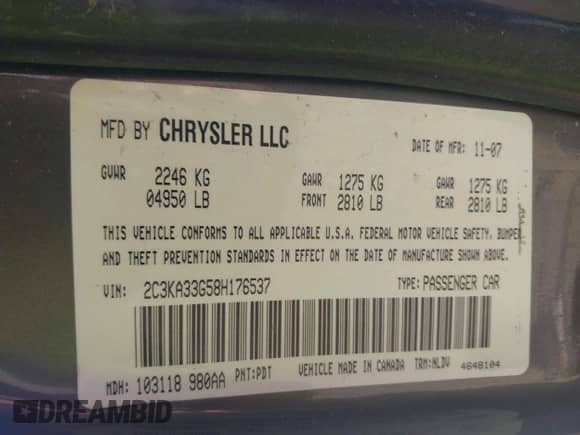 MFD BY CHRYSLER LLC DATE OF MFR: 11-07
GVWR 2246 KG GAWR 1275 KG GAWR 1275 KG
04950 LB FRONT 2810 LB REAR 2810 LB
THIS VEHICLE CONFORMS TO ALL APPLICABLE U.S.A. FEDERAL MOTOR VEHICLE SAFETY, BUMPER
AND THEFT PREVENTION STANDARDS IN EFFECT ON THE DATE OF MANUFACTURE SHOWN ABOVE.
VIN: 2C3KA33G58H176537 TYPE: PASSENGER CAR
MDH: 103118 980AA PNT: PDT VEHICLE MADE IN CANADA TRM: NLDV 4648104
DREAMBID